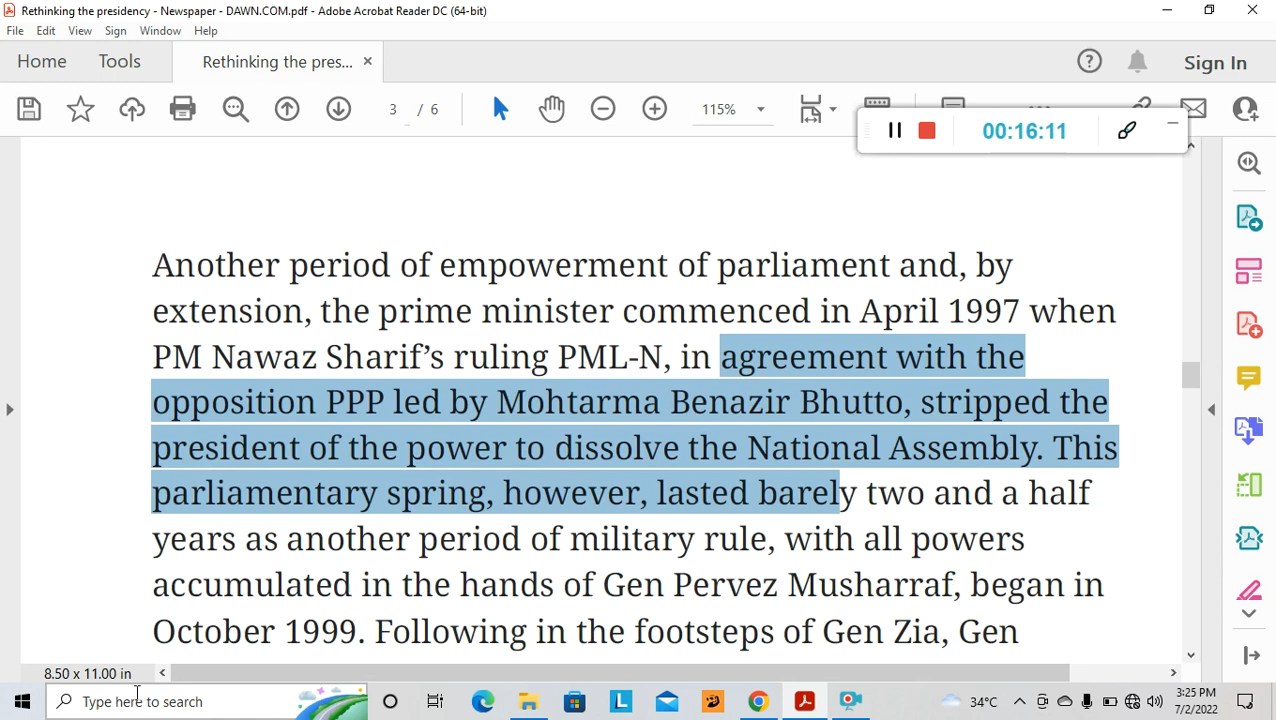 Rethinking the presidency - Newspaper - DAWN.COM.pdf - Adobe Acrobat Reader DC (64-bit)
File Edit View Sign Window Help
Home Tools Rethinking the pres... × Sign In
3 / 6 115%
00:16:11
Another period of empowerment of parliament and, by
extension, the prime minister commenced in April 1997 when
PM Nawaz Sharif’s ruling PML-N, in agreement with the
opposition PPP led by Mohtarma Benazir Bhutto, stripped the
president of the power to dissolve the National Assembly. This
parliamentary spring, however, lasted barely two and a half
years as another period of military rule, with all powers
accumulated in the hands of Gen Pervez Musharraf, began in
October 1999. Following in the footsteps of Gen Zia, Gen
8.50 x 11.00 in
Type here to search
34°C
3:25 PM
7/2/2022